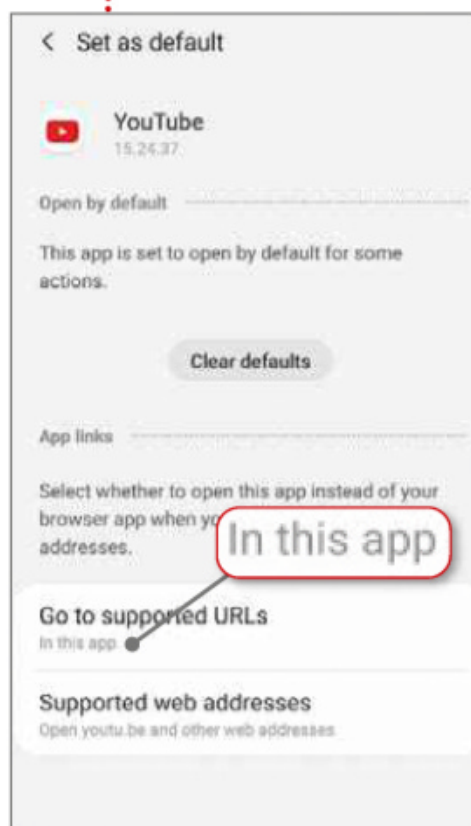 Set as default
YouTube
15.24.37
Open by default
This app is set to open by default for some
actions.
Clear defaults
App links
Select whether to open this app instead of your
browser app when yo
addresses.
In this app
Go to supported URLs
In this app
Supported web addresses
Open youtu.be and other web addresses